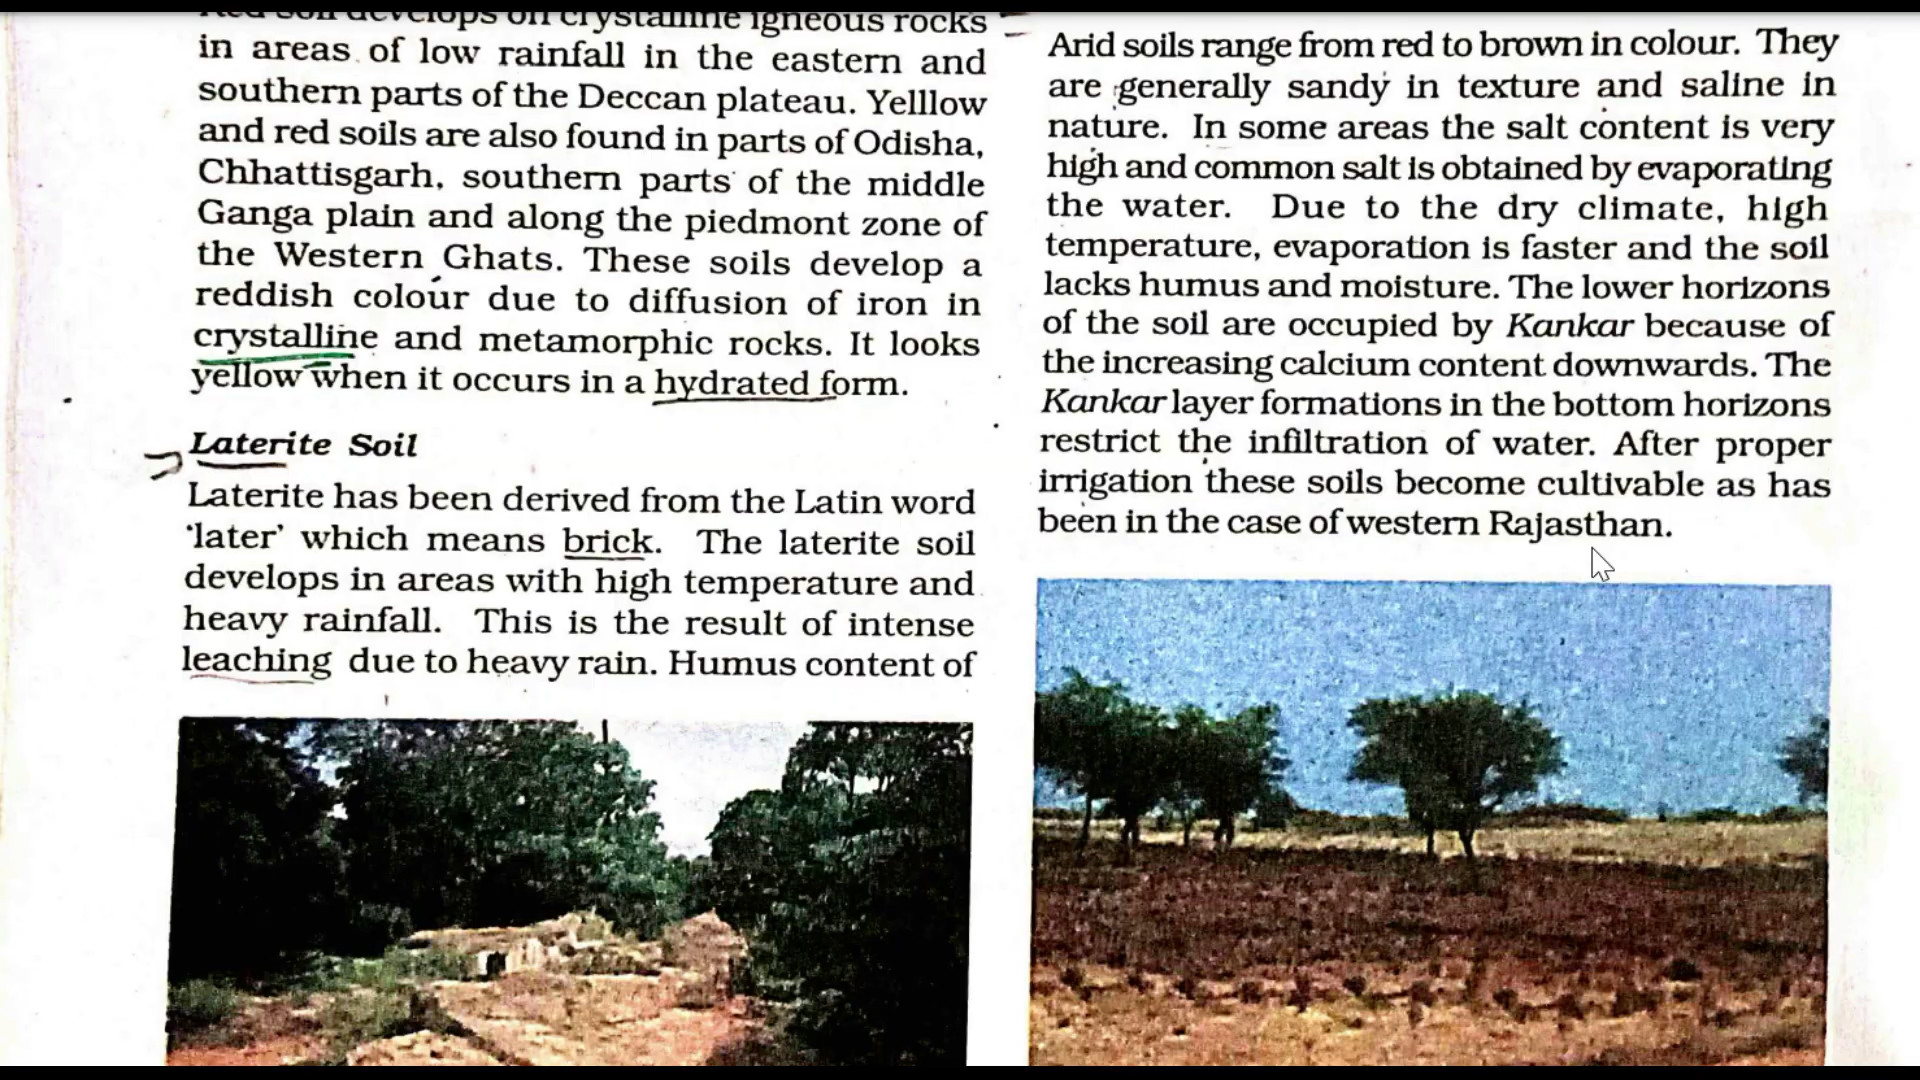 Red soil develops on crystalline igneous rocks
in areas of low rainfall in the eastern and
southern parts of the Deccan plateau. Yelllow
and red soils are also found in parts of Odisha,
Chhattisgarh, southern parts of the middle
Ganga plain and along the piedmont zone of
the Western Ghats. These soils develop a
reddish colour due to diffusion of iron in
crystalline and metamorphic rocks. It looks
yellow when it occurs in a hydrated form.
Laterite Soil
Laterite has been derived from the Latin word
‘later’ which means brick. The laterite soil
develops in areas with high temperature and
heavy rainfall. This is the result of intense
leaching due to heavy rain. Humus content of
Arid soils range from red to brown in colour. They
are generally sandy in texture and saline in
nature. In some areas the salt content is very
high and common salt is obtained by evaporating
the water. Due to the dry climate, high
temperature, evaporation is faster and the soil
lacks humus and moisture. The lower horizons
of the soil are occupied by Kankar because of
the increasing calcium content downwards. The
Kankar layer formations in the bottom horizons
restrict the infiltration of water. After proper
irrigation these soils become cultivable as has
been in the case of western Rajasthan.